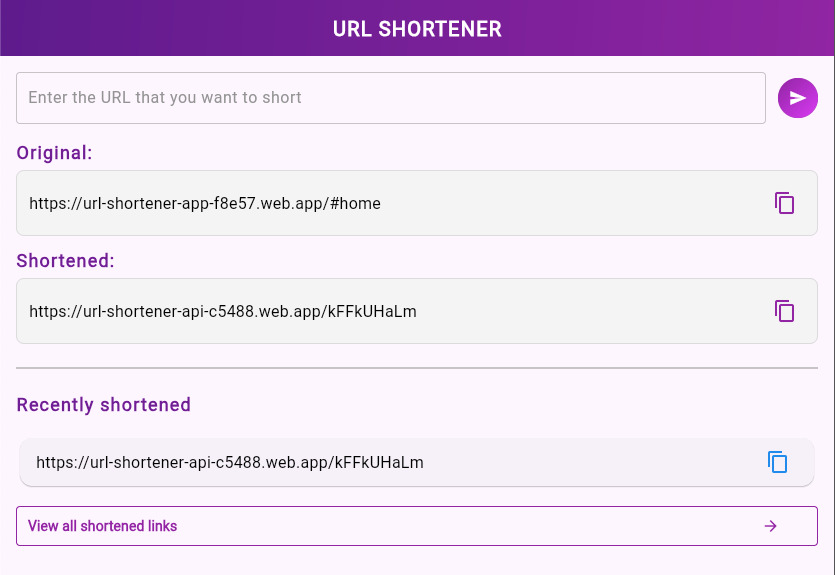 URL SHORTENER
Enter the URL that you want to short
Original:
https://url-shortener-app-f8e57.web.app/#home
Shortened:
https://url-shortener-api-c5488.web.app/kFFkUHaLm
Recently shortened
https://url-shortener-api-c5488.web.app/kFFkUHaLm
View all shortened links